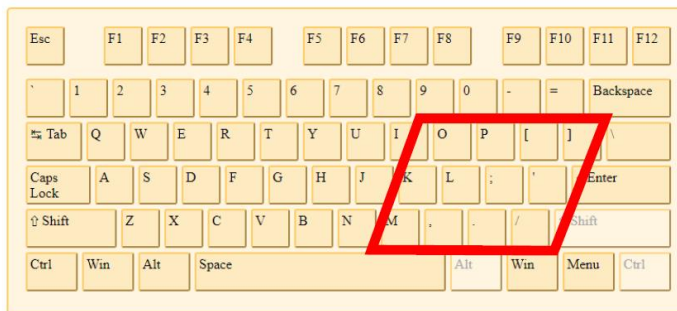 Esc F1 F2 F3 F4 F5 F6 F7 F8 F9 F10 F11 F12
` 1 2 3 4 5 6 7 8 9 0 - = Backspace
↹ Tab Q W E R T Y U I O P [ ] \
Caps Lock A S D F G H J K L ; ' Enter
⇧ Shift Z X C V B N M , . / Shift
Ctrl Win Alt Space Alt Win Menu Ctrl